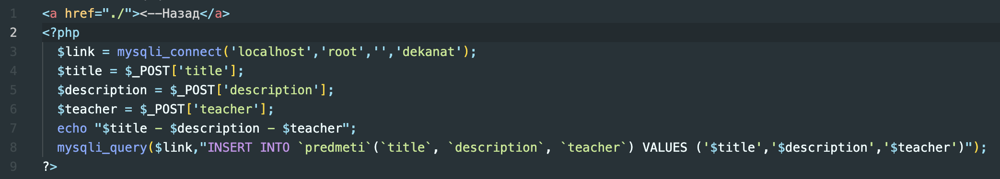 1 <a href="./"><--Назад</a>
2 <?php
3 $link = mysqli_connect('localhost','root','','dekanat');
4 $title = $_POST['title'];
5 $description = $_POST['description'];
6 $teacher = $_POST['teacher'];
7 echo "$title - $description - $teacher";
8 mysqli_query($link,"INSERT INTO `predmeti`(`title`, `description`, `teacher`) VALUES ('$title','$description','$teacher')");
9 ?>